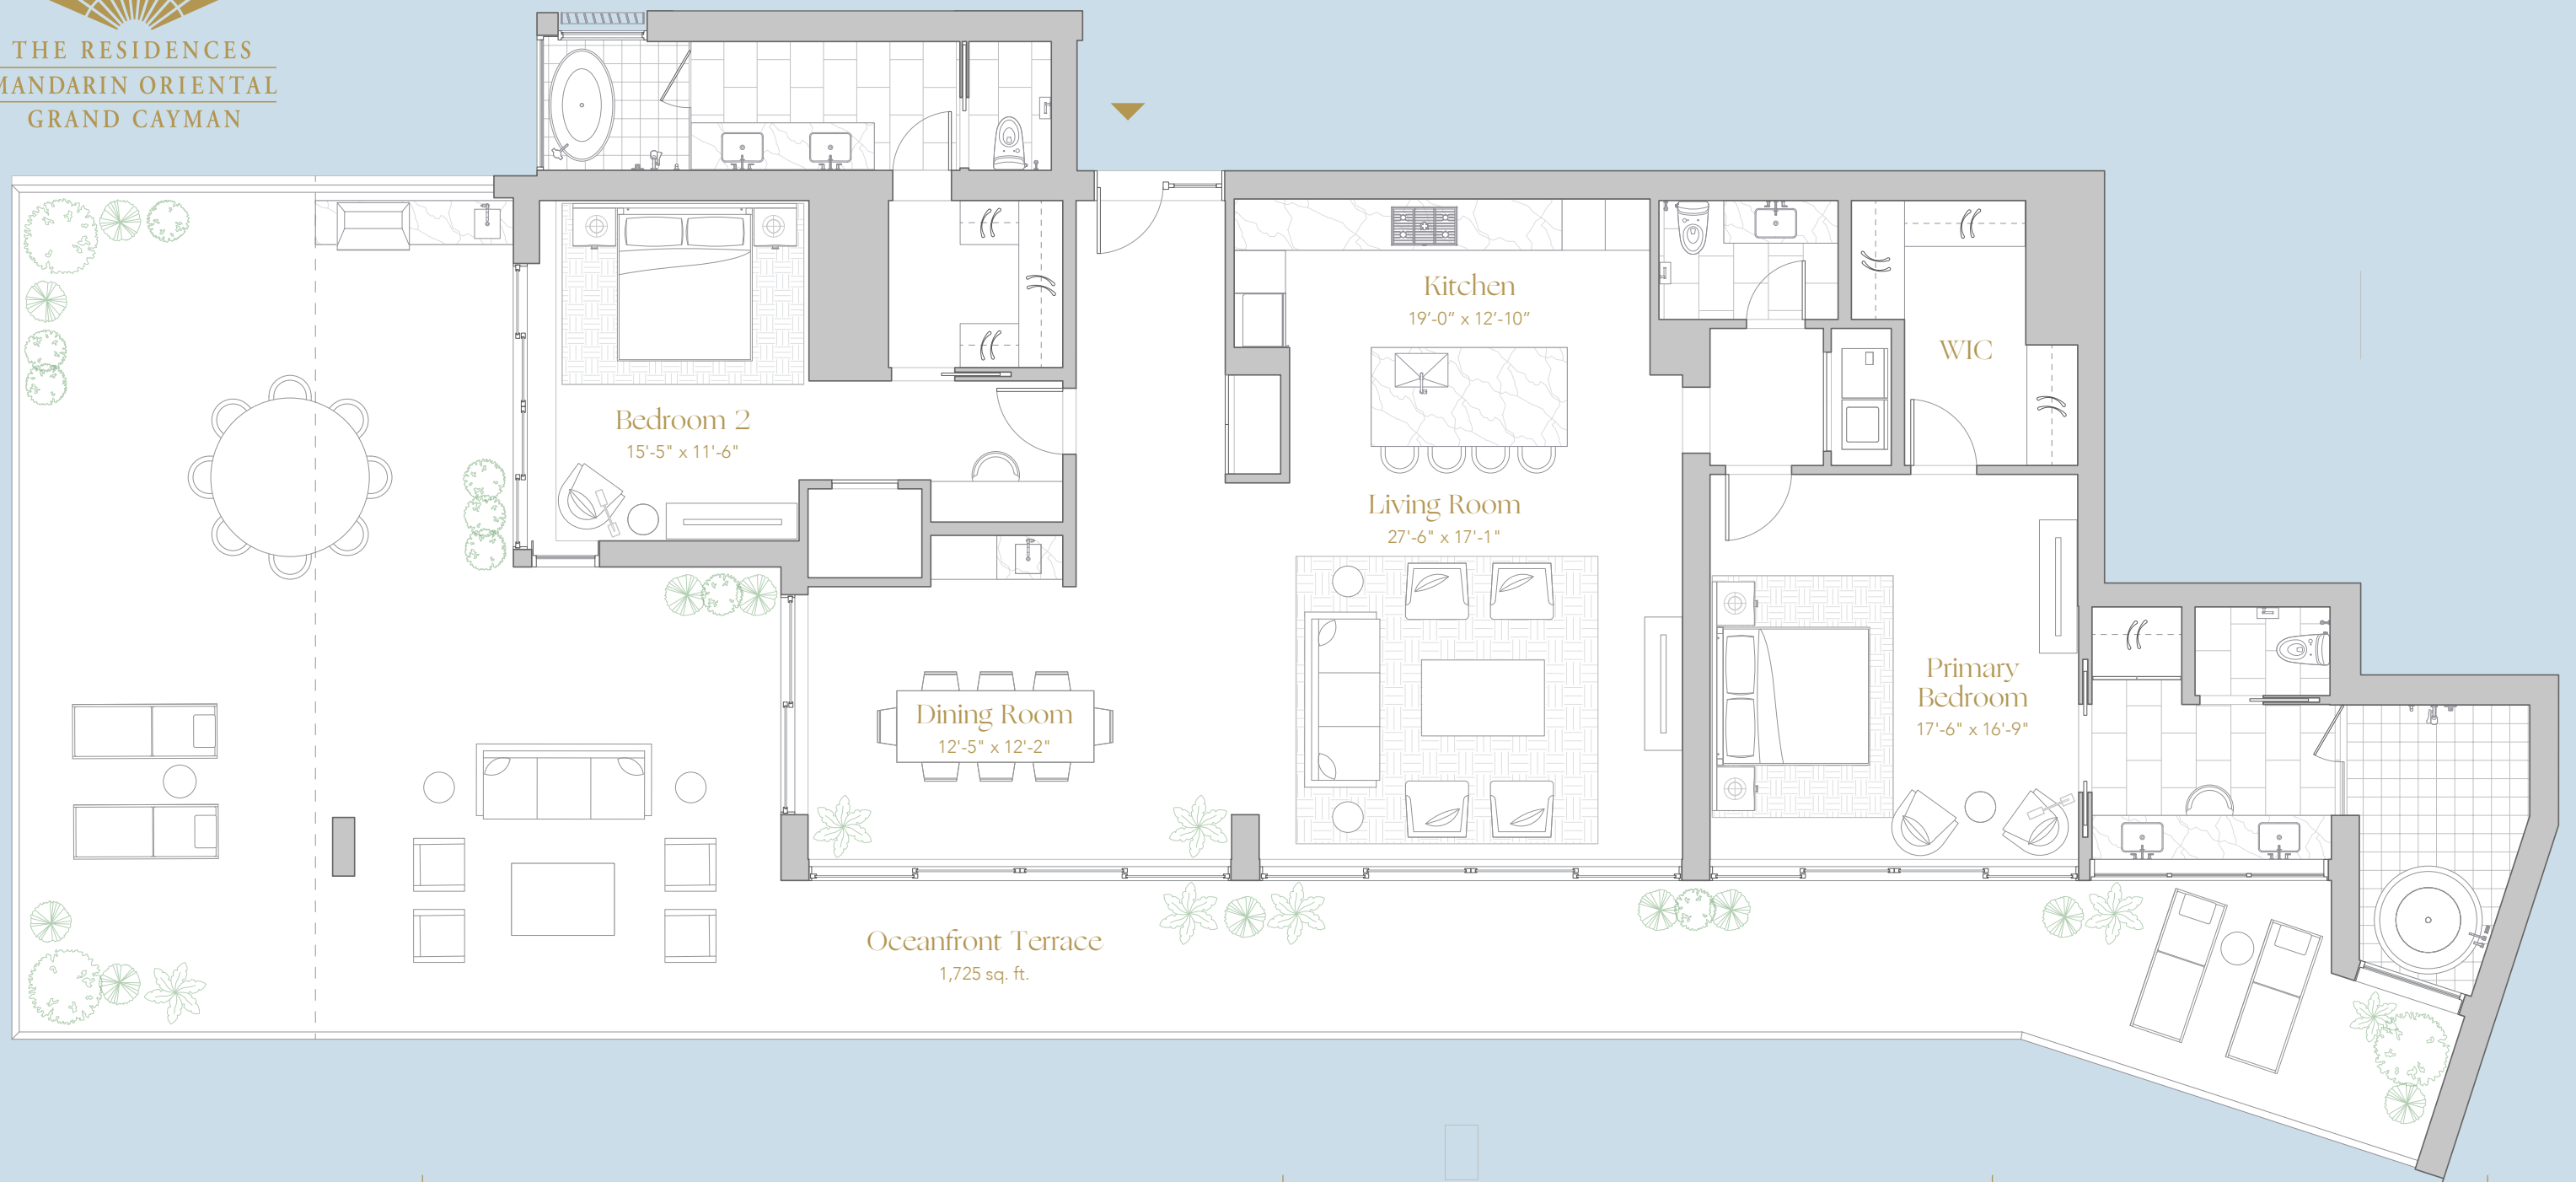 THE RESIDENCES
MANDARIN ORIENTAL
GRAND CAYMAN
Kitchen
19’-0” x 12’-10”
WIC
Bedroom 2
15'-5" x 11'-6"
Living Room
27'-6" x 17'-1"
Primary
Bedroom
17'-6" x 16'-9"
Dining Room
12'-5" x 12'-2"
Oceanfront Terrace
1,725 sq. ft.